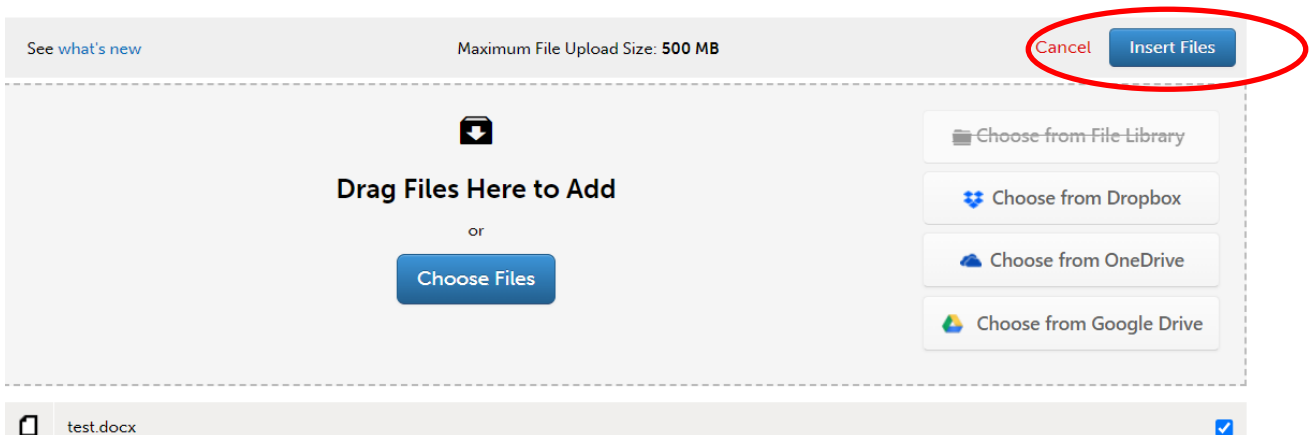 See what's new
Maximum File Upload Size: 500 MB
Cancel
Insert Files
Drag Files Here to Add
or
Choose Files
Choose from File Library
Choose from Dropbox
Choose from OneDrive
Choose from Google Drive
test.docx